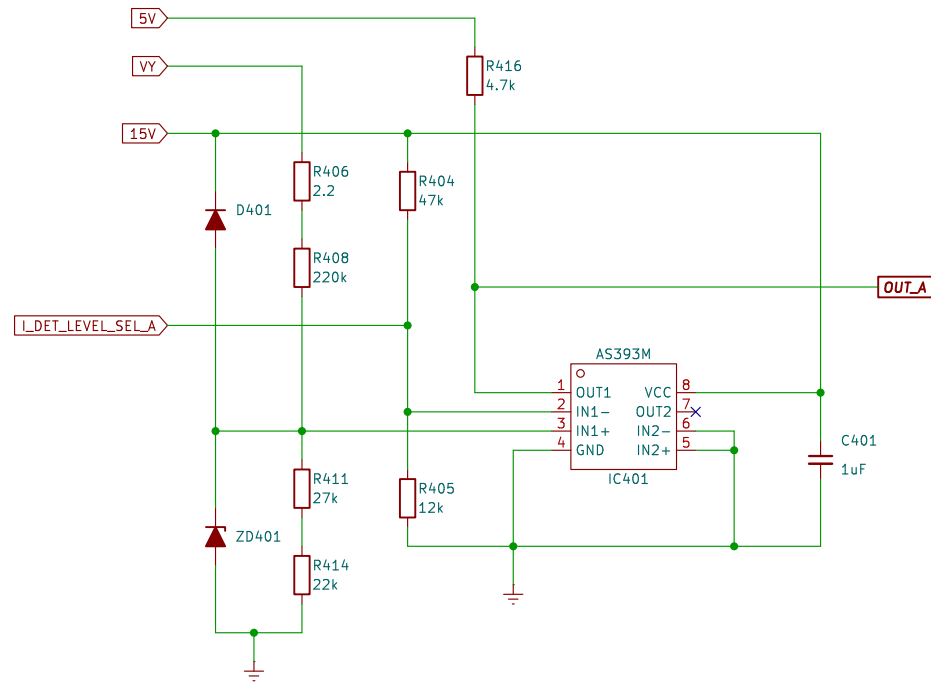 5V
R416
4.7k
VY
15V
R406
2.2
R404
47k
D401
R408
220k
OUT_A
I_DET_LEVEL_SEL_A
AS393M
1 OUT1 VCC 8
2 IN1- OUT2 7
3 IN1+ IN2- 6
4 GND IN2+ 5
IC401
C401
1uF
R411
27k
R405
12k
ZD401
R414
22k